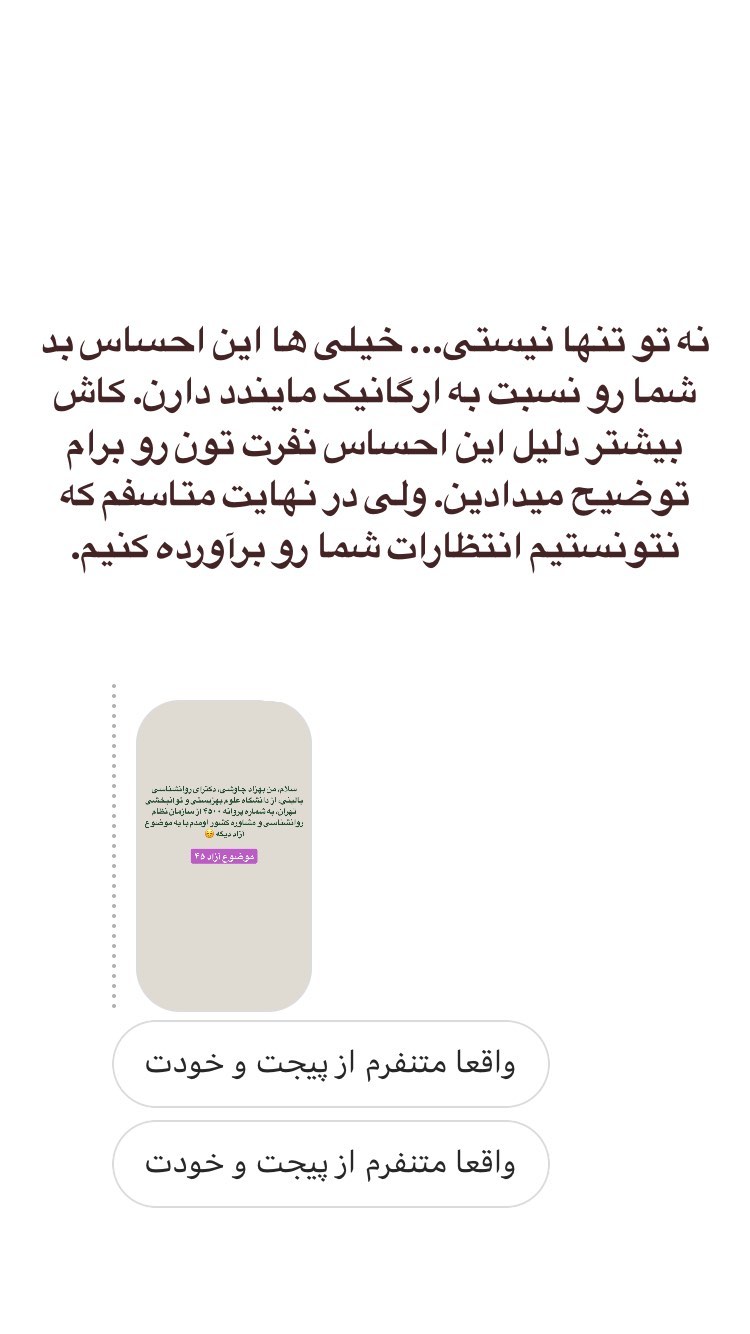 نه تو تنها نیستی... خیلی ها این احساس بد
شما رو نسبت به ارگانیک مایندد دارن. کاش
بیشتر دلیل این احساس نفرت تون رو برام
توضیح میدادین. ولی در نهایت متاسفم که
نتونستیم انتظارات شما رو برآورده کنیم.
سلام، من بهزاد چاوشی، دکترای روانشناسی
بالینی، از دانشگاه علوم بهزیستی و توانبخشی
تهران، به شماره پروانه ۴۵۰۰ از سازمان نظام
روانشناسی و مشاوره کشور اومدم با یه موضوع
آزاد دیگه 😁
موضوع آزاد ۴۵
واقعا متنفرم از پیجت و خودت
واقعا متنفرم از پیجت و خودت